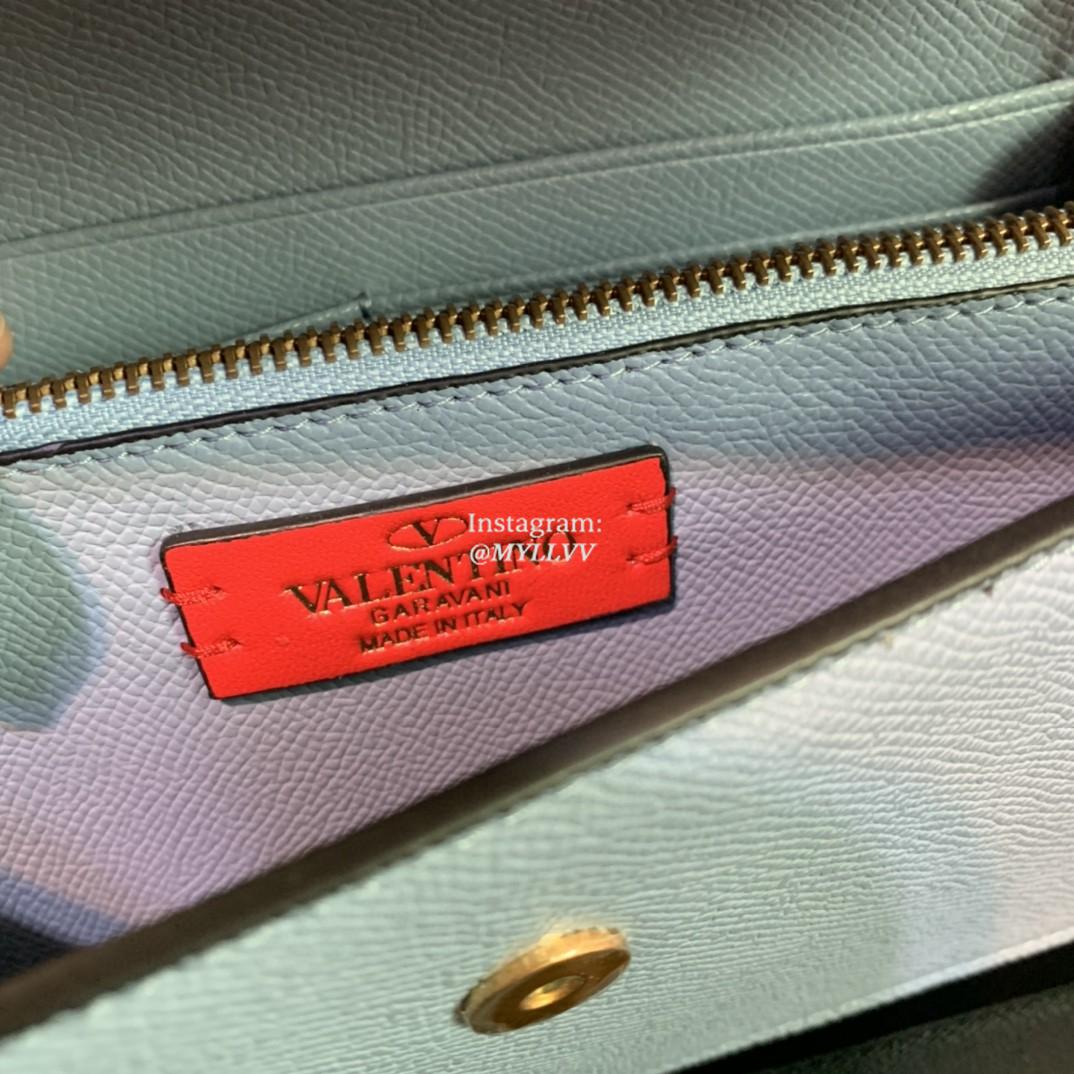 V
Instagram:
@MYLLVV
VALENTINO
GARAVANI
MADE IN ITALY